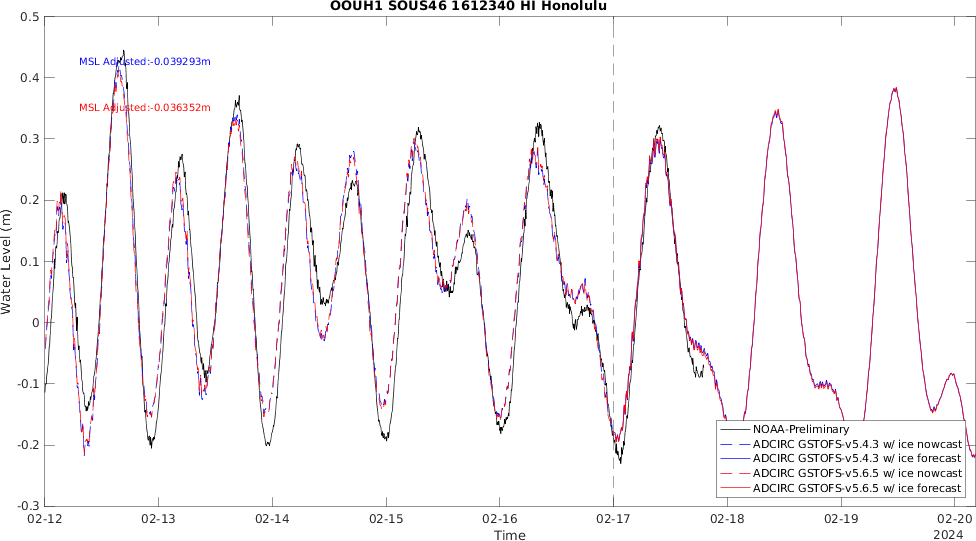 OOUH1 SOUS46 1612340 HI Honolulu
0.5
MSL Adjusted:-0.039293m
0.4
MSL Adjusted:-0.036352m
0.3
0.2
0.1
0
-0.1
-0.2
-0.3
Water Level (m)
NOAA-Preliminary
ADCIRC GSTOFS-v5.4.3 w/ ice nowcast
ADCIRC GSTOFS-v5.4.3 w/ ice forecast
ADCIRC GSTOFS-v5.6.5 w/ ice nowcast
ADCIRC GSTOFS-v5.6.5 w/ ice forecast
02-12 02-13 02-14 02-15 02-16 02-17 02-18 02-19 02-20
Time
2024